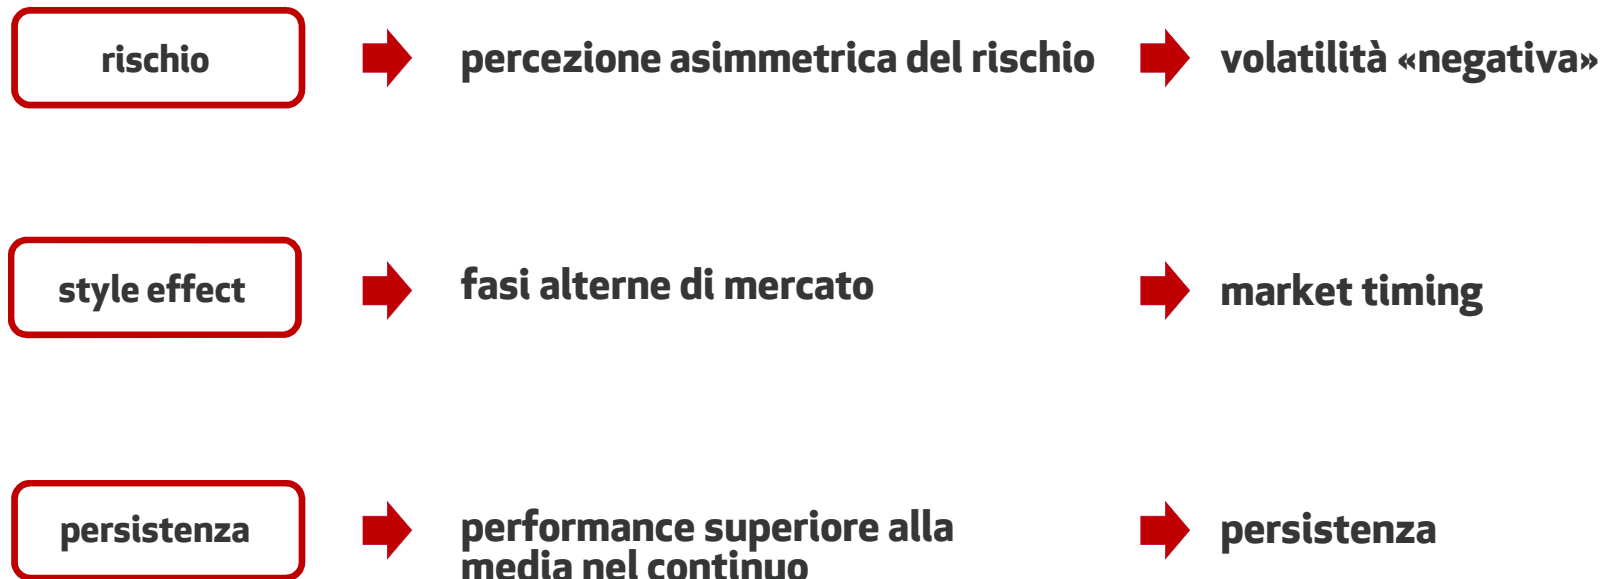 rischio
percezione asimmetrica del rischio
volatilità «negativa»
style effect
fasi alterne di mercato
market timing
persistenza
performance superiore alla
media nel continuo
persistenza